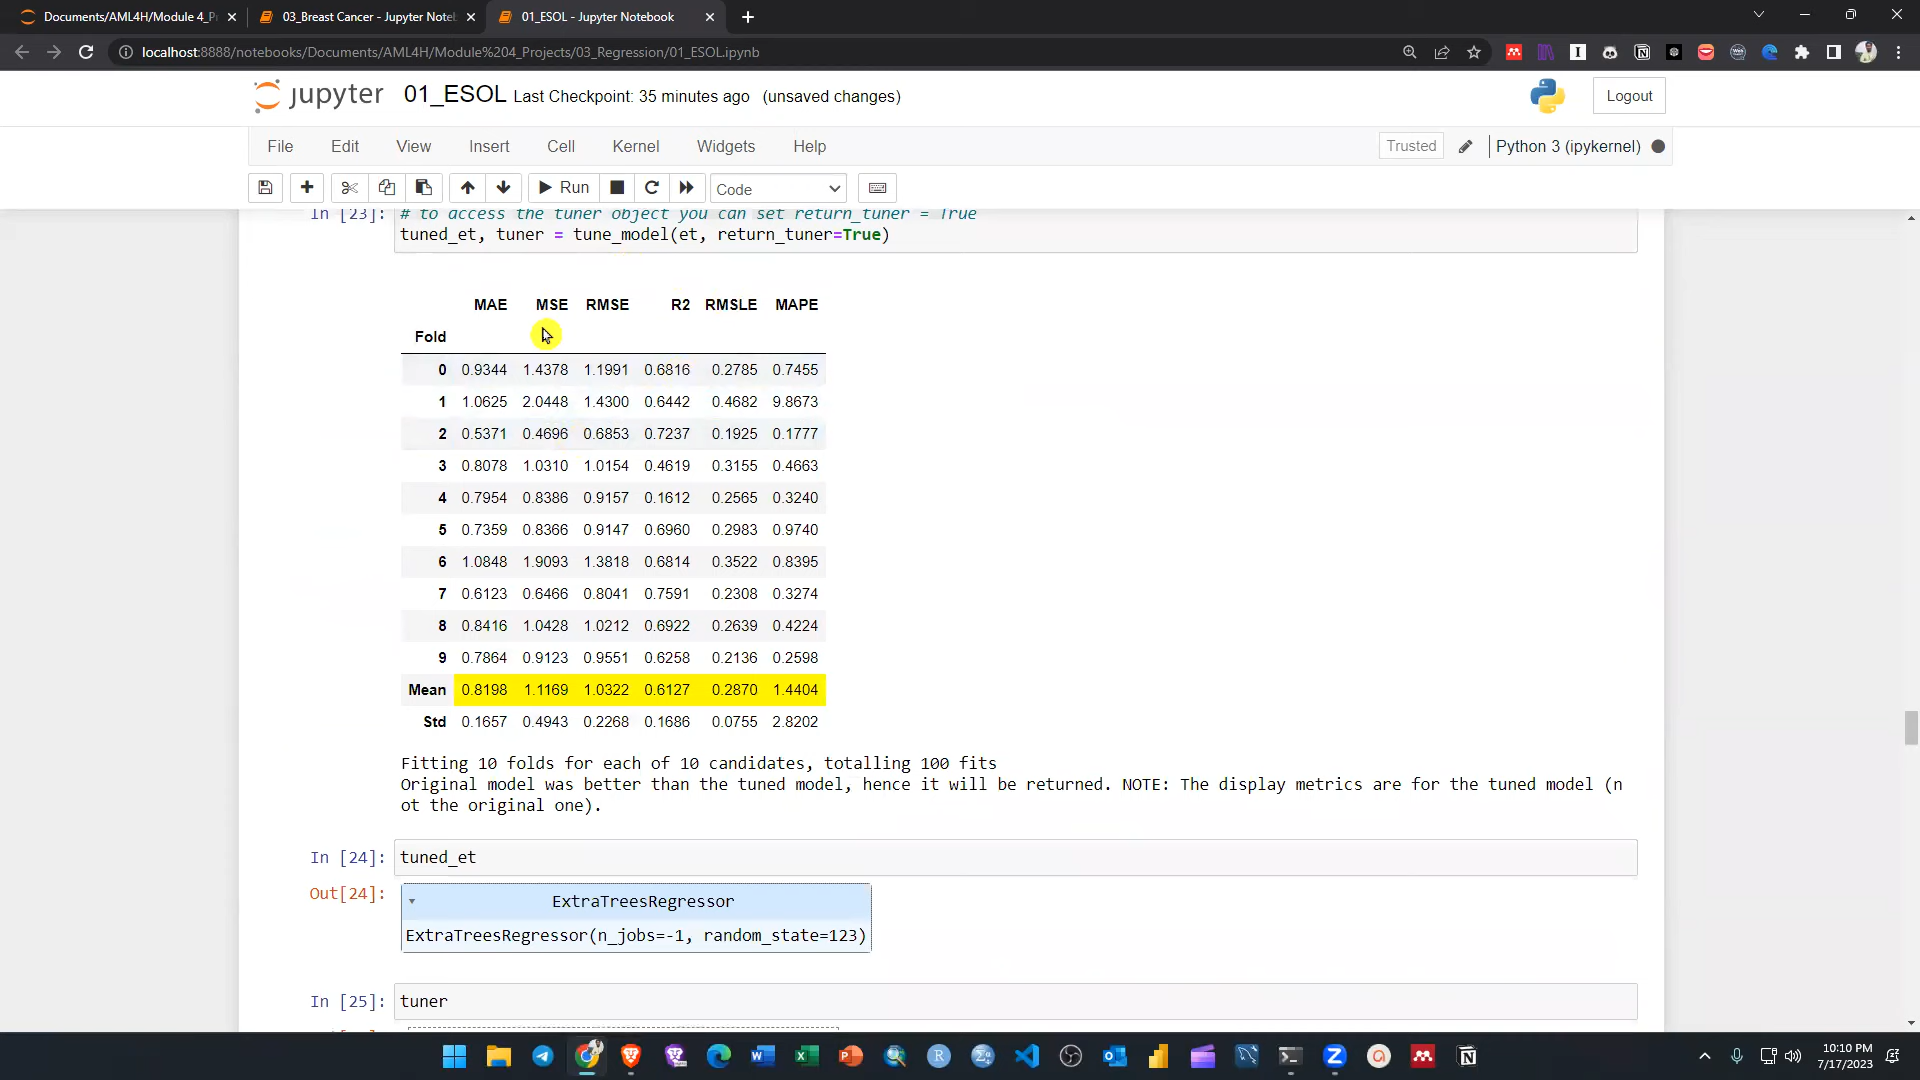 Documents/AML4H/Module 4_P
03_Breast Cancer - Jupyter Note
01_ESOL - Jupyter Notebook
localhost:8888/notebooks/Documents/AML4H/Module%204_Projects/03_Regression/01_ESOL.ipynb
jupyter 01_ESOL Last Checkpoint: 35 minutes ago (unsaved changes)
Logout
File Edit View Insert Cell Kernel Widgets Help
Trusted
Python 3 (ipykernel)
Run
Code
In [23]: # to access the tuner object you can set return_tuner = True
tuned_et, tuner = tune_model(et, return_tuner=True)
MAE MSE RMSE R2 RMSLE MAPE
Fold
0 0.9344 1.4378 1.1991 0.6816 0.2785 0.7455
1 1.0625 2.0448 1.4300 0.6442 0.4682 9.8673
2 0.5371 0.4696 0.6853 0.7237 0.1925 0.1777
3 0.8078 1.0310 1.0154 0.4619 0.3155 0.4663
4 0.7954 0.8386 0.9157 0.1612 0.2565 0.3240
5 0.7359 0.8366 0.9147 0.6960 0.2983 0.9740
6 1.0848 1.9093 1.3818 0.6814 0.3522 0.8395
7 0.6123 0.6466 0.8041 0.7591 0.2308 0.3274
8 0.8416 1.0428 1.0212 0.6922 0.2639 0.4224
9 0.7864 0.9123 0.9551 0.6258 0.2136 0.2598
Mean 0.8198 1.1169 1.0322 0.6127 0.2870 1.4404
Std 0.1657 0.4943 0.2268 0.1686 0.0755 2.8202
Fitting 10 folds for each of 10 candidates, totalling 100 fits
Original model was better than the tuned model, hence it will be returned. NOTE: The display metrics are for the tuned model (n
ot the original one).
In [24]: tuned_et
Out[24]:
ExtraTreesRegressor
ExtraTreesRegressor(n_jobs=-1, random_state=123)
In [25]: tuner
10:10 PM
7/17/2023